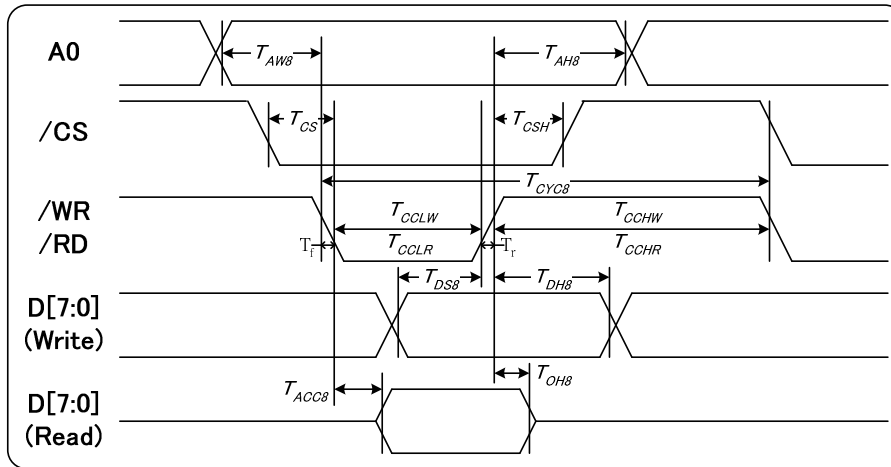 A0
T_AW8
T_AH8
/CS
T_CS
T_CSH
T_CYC8
/WR
/RD
T_CCLW
T_CCHW
T_f
T_CCLR
T_r
T_CCHR
T_DS8
T_DH8
D[7:0]
(Write)
T_OH8
T_ACC8
D[7:0]
(Read)